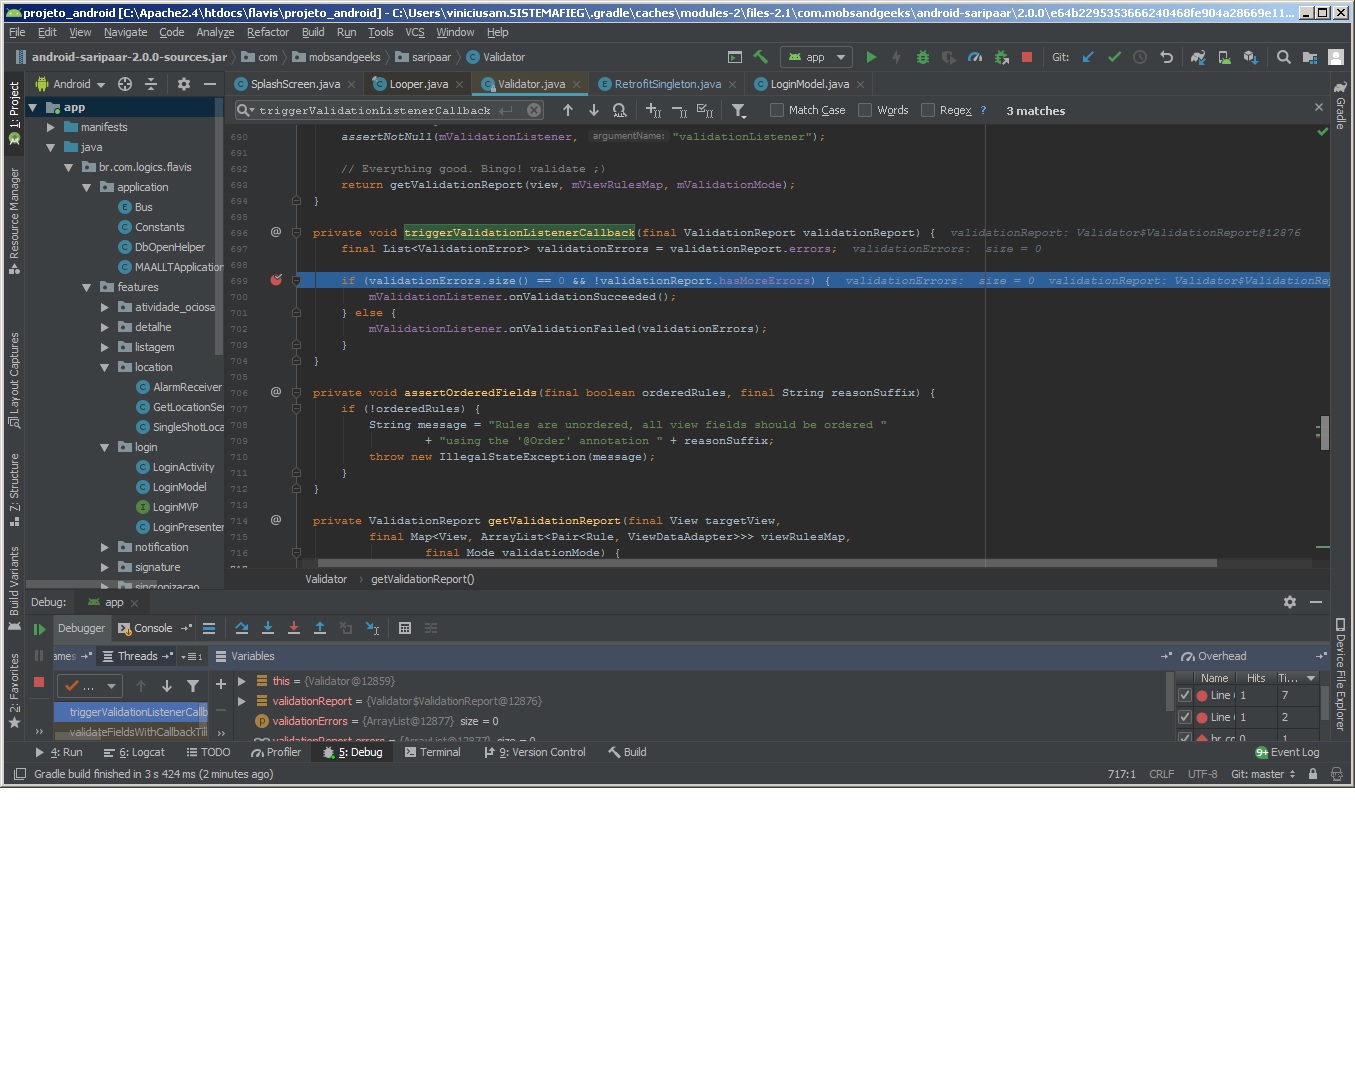 projeto_android [C:\Apache2.4\htdocs\flavis\projeto_android] - C:\Users\viniciusam.SISTEMAFIEG\.gradle\caches\modules-2\files-2.1\com.mobsandgeeks\android-saripaar\2.0.0\e64b2295353666240468fe904a28669e11...
File Edit View Navigate Code Analyze Refactor Build Run Tools VCS Window Help
android-saripaar-2.0.0-sources.jar com mobsandgeeks saripaar Validator app Git:
Android SplashScreen.java Looper.java Validator.java RetrofitSingleton.java LoginModel.java
triggerValidationListenerCallback Match Case Words Regex ? 3 matches
1: Project
Resource Manager
Layout Captures
Z: Structure
Build Variants
2: Favorites
app
manifests
java
br.com.logics.flavis
application
Bus
Constants
DbOpenHelper
MAALLTApplication
features
atividade_ociosa
detalhe
listagem
location
AlarmReceiver
GetLocationSer
SingleShotLoca
login
LoginActivity
LoginModel
LoginMVP
LoginPresenter
notification
signature
sincronizacao
690 assertNotNull(mValidationListener, argumentName: "validationListener");
691
692 // Everything good. Bingo! validate ;)
693 return getValidationReport(view, mViewRulesMap, mValidationMode);
694 }
695
696 @ private void triggerValidationListenerCallback(final ValidationReport validationReport) { validationReport: Validator$ValidationReport@12876
697 final List<ValidationError> validationErrors = validationReport.errors; validationErrors: size = 0
698
699 if (validationErrors.size() == 0 && !validationReport.hasMoreErrors) { validationErrors: size = 0 validationReport: Validator$ValidationRep
700 mValidationListener.onValidationSucceeded();
701 } else {
702 mValidationListener.onValidationFailed(validationErrors);
703 }
704 }
705
706 @ private void assertOrderedFields(final boolean orderedRules, final String reasonSuffix) {
707 if (!orderedRules) {
708 String message = "Rules are unordered, all view fields should be ordered "
709 + "using the '@Order' annotation " + reasonSuffix;
710 throw new IllegalStateException(message);
711 }
712 }
713
714 @ private ValidationReport getValidationReport(final View targetView,
715 final Map<View, ArrayList<Pair<Rule, ViewDataAdapter>>> viewRulesMap,
716 final Mode validationMode) {
Validator getValidationReport()
Gradle
Device File Explorer
Debug: app
Debugger Console
ames Threads 1 Variables Overhead
... this = {Validator@12859}
validationReport = {Validator$ValidationReport@12876}
validationErrors = {ArrayList@12877} size = 0
validationReport.errors = {ArrayList@12877} size = 0
triggerValidationListenerCallb
validateFieldsWithCallbackTill
Name Hits Ti...
Line 1 7
Line 1 2
br.co 0 1
4: Run 6: Logcat TODO Profiler 5: Debug Terminal 9: Version Control Build 9+ Event Log
Gradle build finished in 3 s 424 ms (2 minutes ago) 717:1 CRLF UTF-8 Git: master